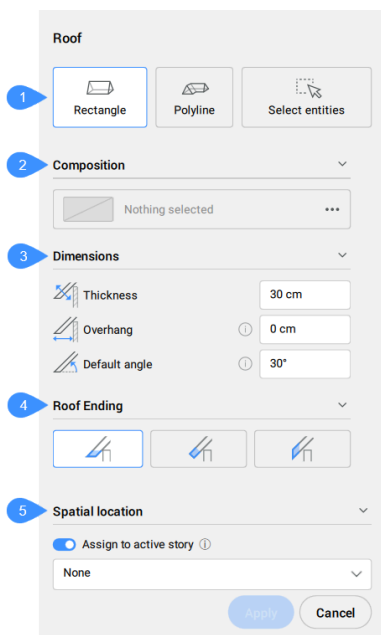 Roof
1
Rectangle
Polyline
Select entities
2 Composition
Nothing selected
3 Dimensions
Thickness 30 cm
Overhang 0 cm
Default angle 30°
4 Roof Ending
5 Spatial location
Assign to active story
None
Apply Cancel